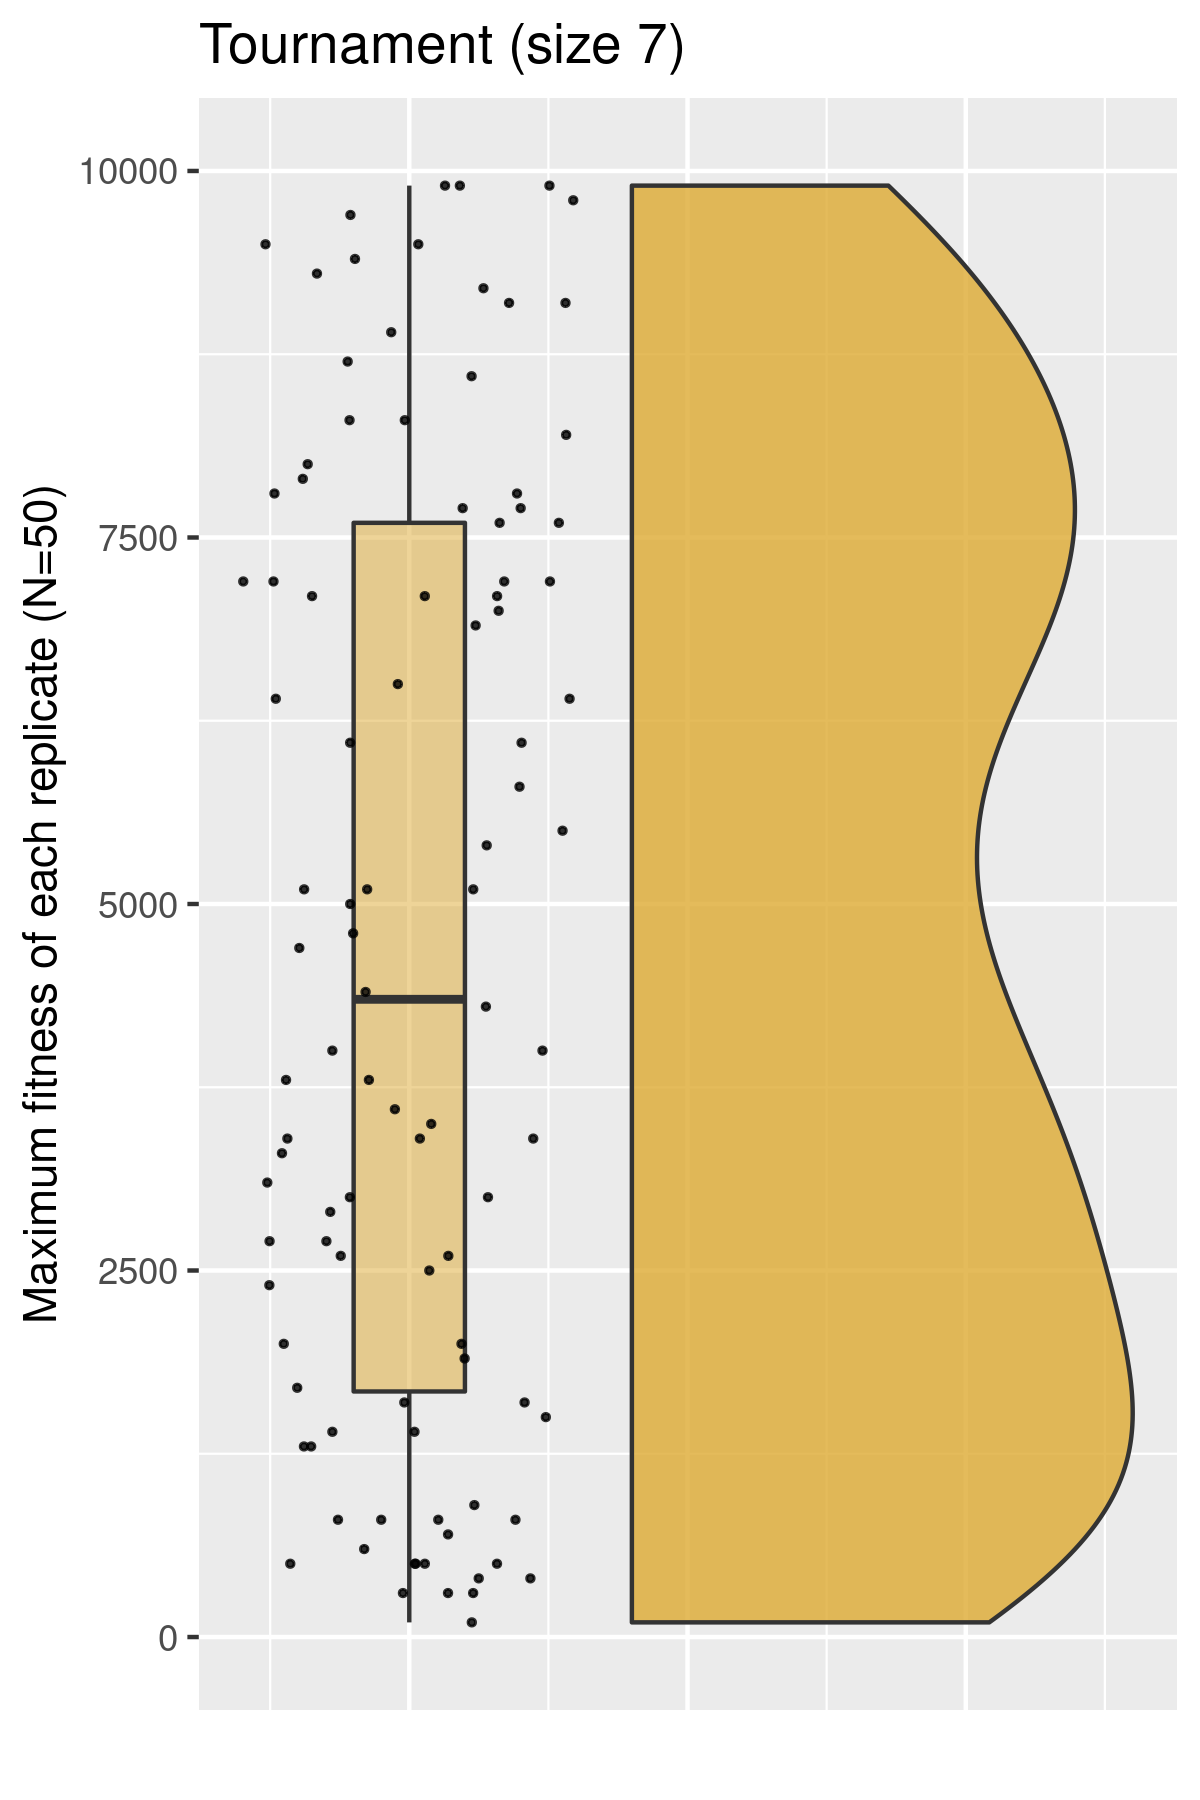 Tournament (size 7)
Maximum fitness of each replicate (N=50)
10000
7500
5000
2500
0